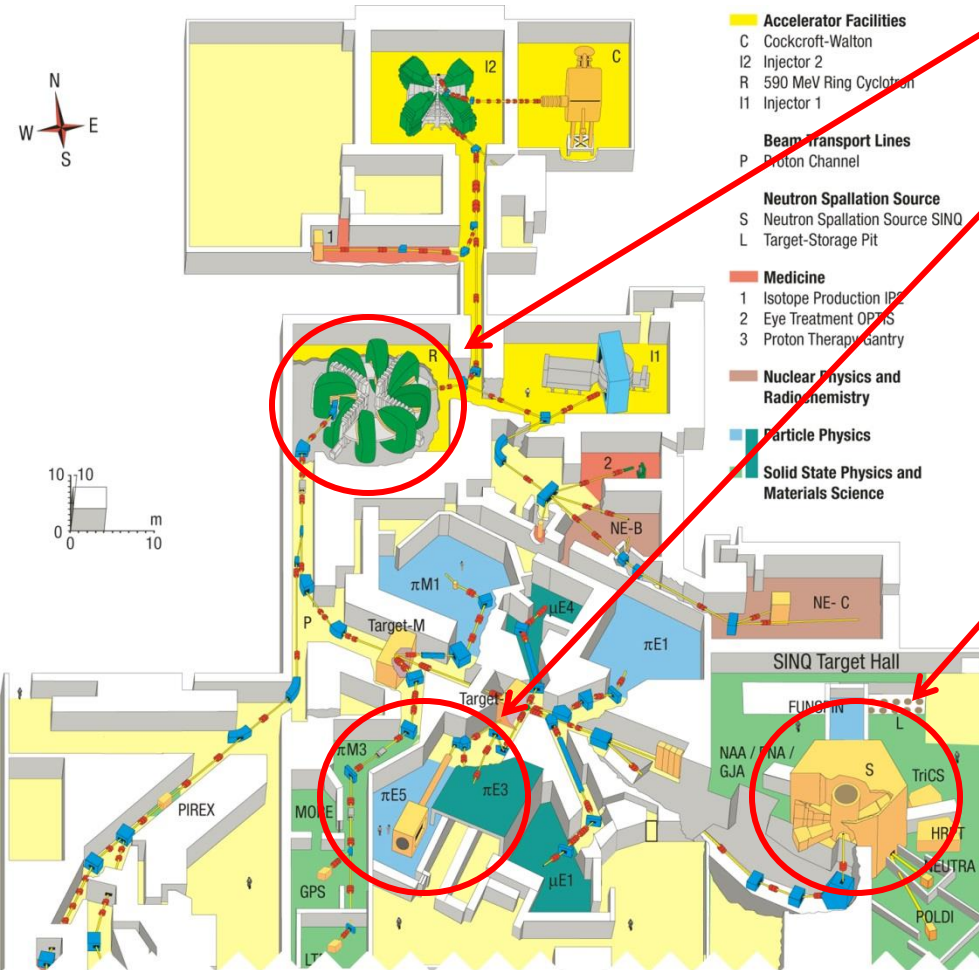 Accelerator Facilities
C Cockcroft-Walton
I2 Injector 2
R 590 MeV Ring Cyclotron
I1 Injector 1
Beam Transport Lines
P Proton Channel
Neutron Spallation Source
S Neutron Spallation Source SINQ
L Target-Storage Pit
Medicine
1 Isotope Production IP2
2 Eye Treatment OPTIS
3 Proton Therapy Gantry
Nuclear Physics and
Radiochemistry
Particle Physics
Solid State Physics and
Materials Science
N
W E
S
I2
C
1
R
I1
10 10
0 m
0 10
2
NE-B
πM1
μE4
NE- C
P
Target-M
πE1
SINQ Target Hall
Target-
FUNSPIN
L
πM3
NAA / PNA /
GJA
S
TriCS
πE5
πE3
PIREX
MORE
HRPT
NEUTRA
GPS
μE1
POLDI